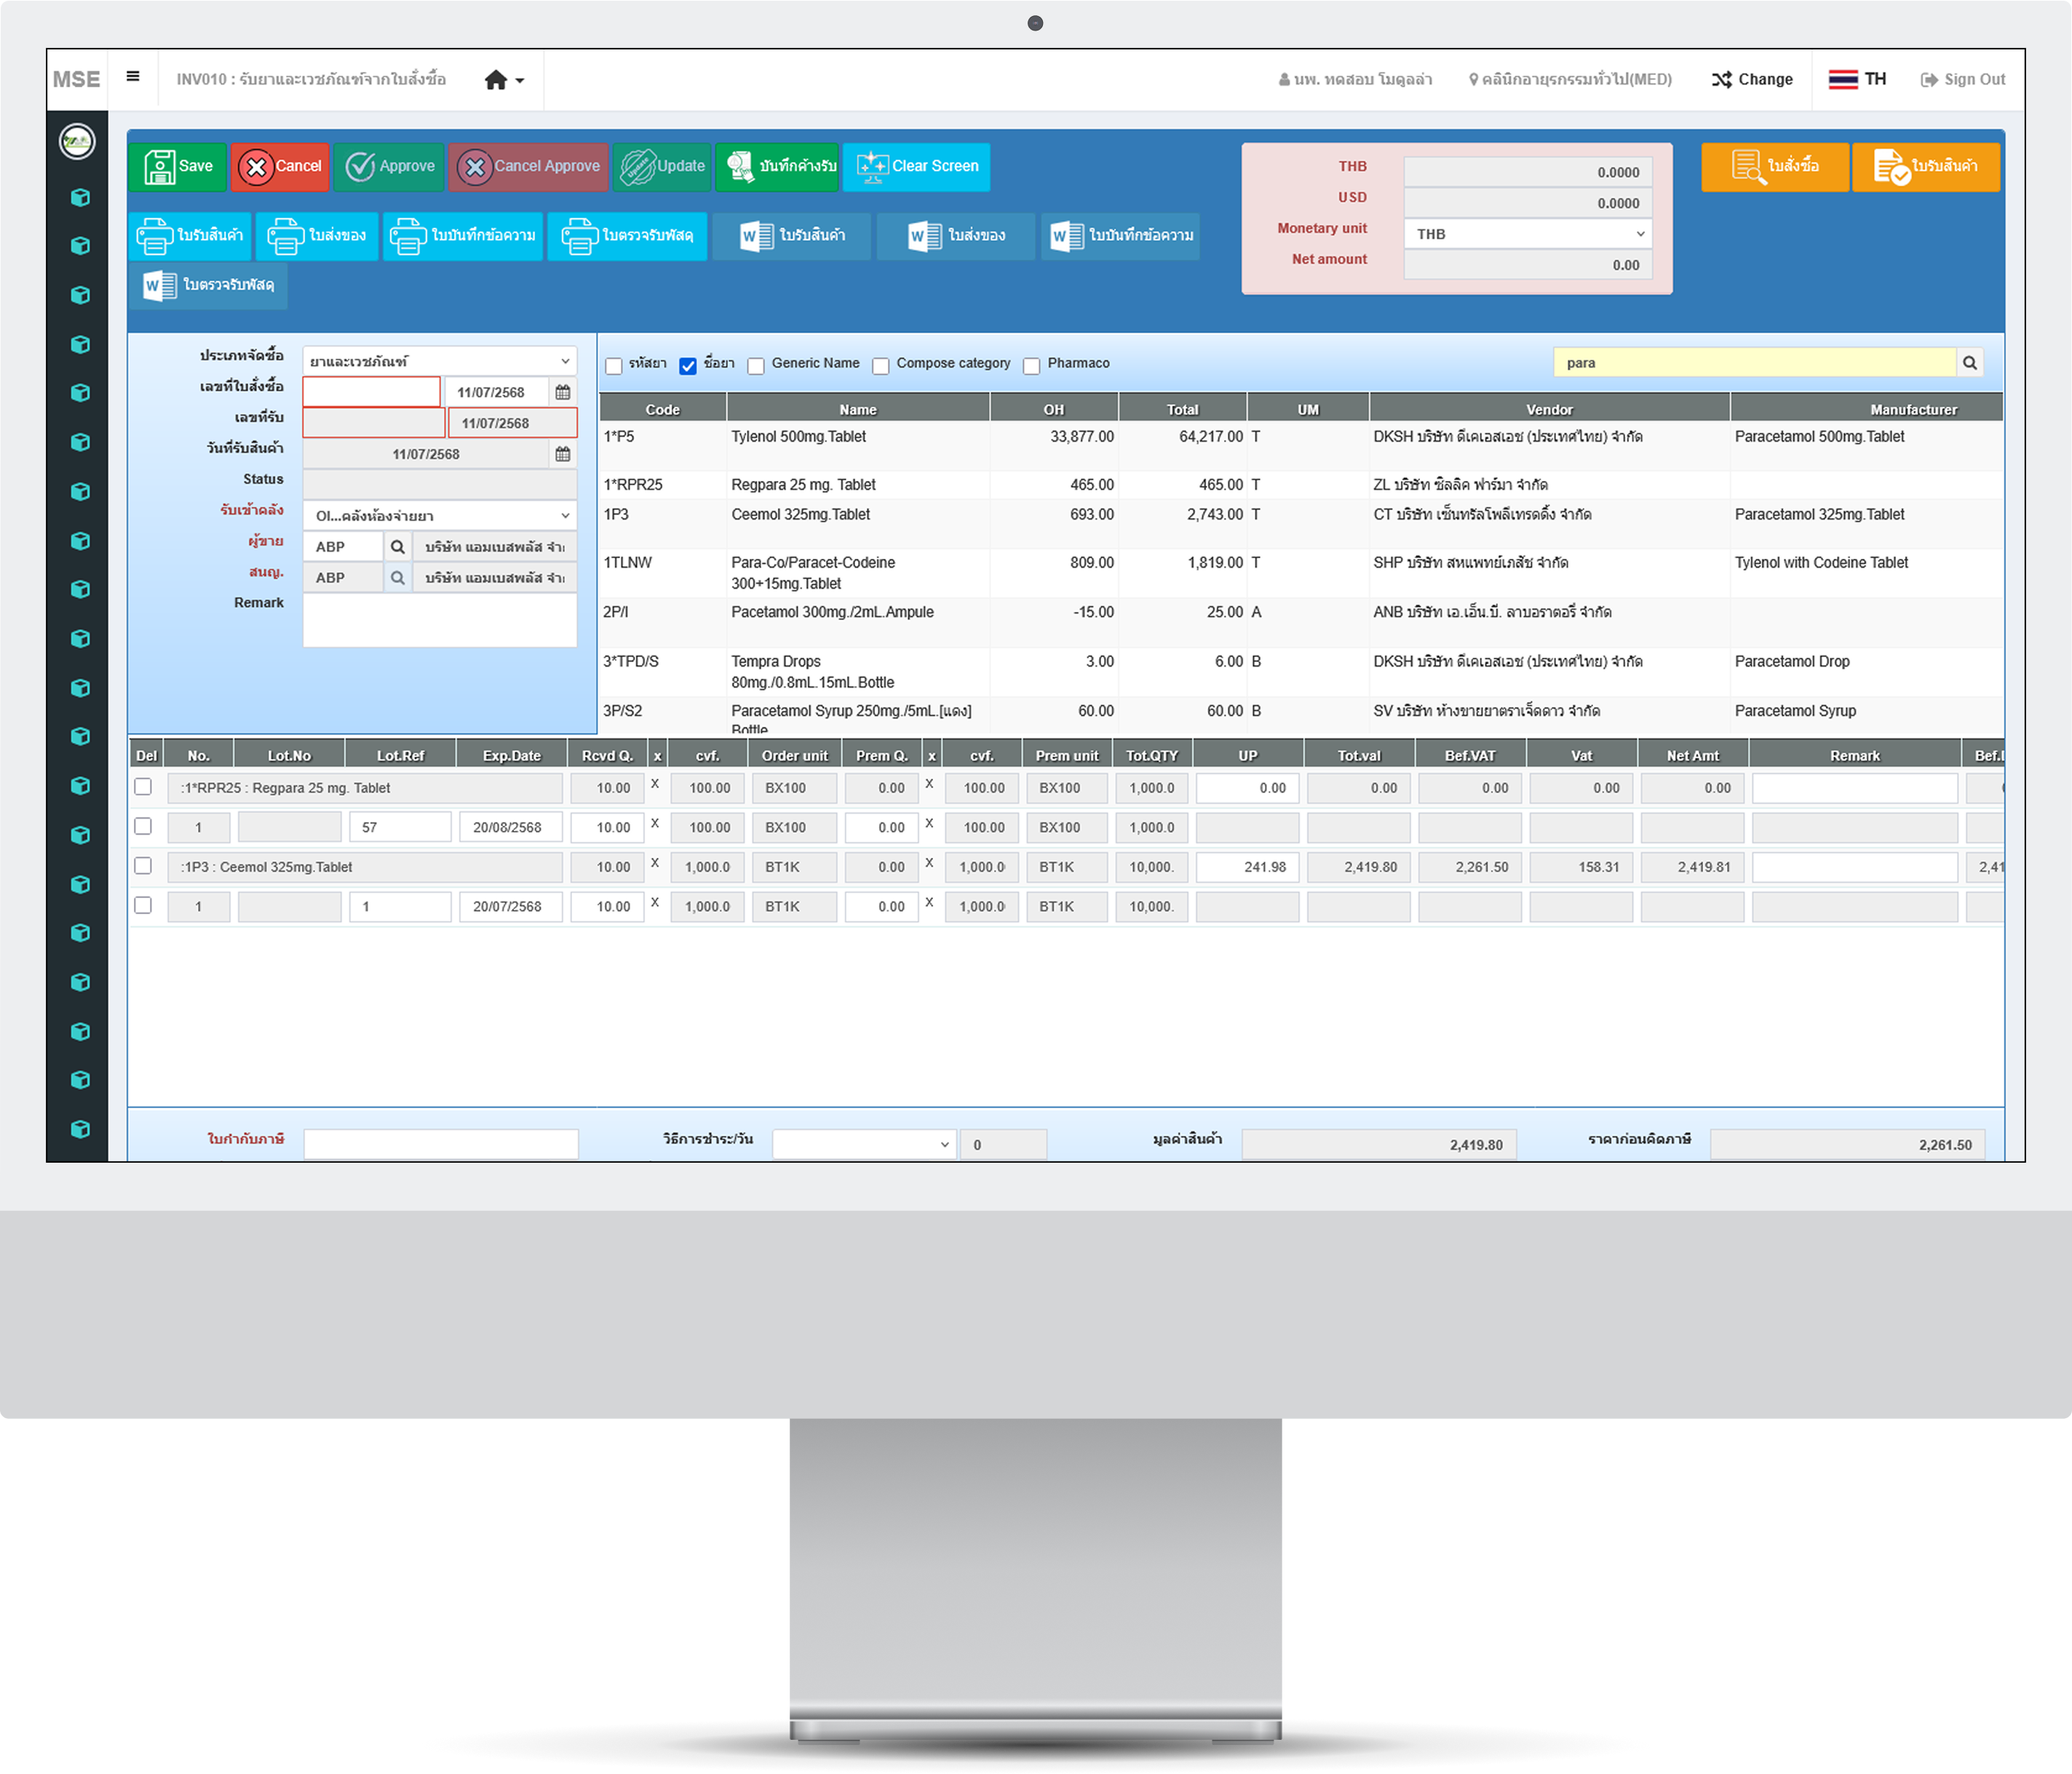 MSE
INV010 : รับยาและเวชภัณฑ์จากใบสั่งซื้อ
นพ. ทดสอบ โมดูลล่า
คลินิกอายุรกรรมทั่วไป(MED)
Change
TH
Sign Out
Save
Cancel
Approve
Cancel Approve
Update
บันทึกค้างรับ
Clear Screen
ใบรับสินค้า
ใบส่งของ
ใบบันทึกข้อความ
ใบตรวจรับพัสดุ
ใบรับสินค้า
ใบส่งของ
ใบบันทึกข้อความ
ใบตรวจรับพัสดุ
THB 0.0000
USD 0.0000
Monetary unit THB
Net amount 0.00
ใบสั่งซื้อ
ใบรับสินค้า
ประเภทจัดซื้อ ยาและเวชภัณฑ์
เลขที่ใบสั่งซื้อ 11/07/2568
เลขที่รับ 11/07/2568
วันที่รับสินค้า 11/07/2568
Status
รับเข้าคลัง OI...คลังห้องจ่ายยา
ผู้ขาย ABP บริษัท แอมเบสพลัส
สนญ. ABP บริษัท แอมเบสพลัส
Remark
รหัสยา ชื่อยา Generic Name Compose category Pharmaco para
Code Name OH Total UM Vendor Manufacturer
1*P5 Tylenol 500mg.Tablet 33,877.00 64,217.00 T DKSH บริษัท ดีเคเอสเอช (ประเทศไทย) จำกัด Paracetamol 500mg.Tablet
1*RPR25 Regpara 25 mg. Tablet 465.00 465.00 T ZL บริษัท ซิลลิค ฟาร์มา จำกัด
1P3 Ceemol 325mg.Tablet 693.00 2,743.00 T CT บริษัท เซ็นทรัลโพลีเทรดดิ้ง จำกัด Paracetamol 325mg.Tablet
1TLNW Para-Co/Paracet-Codeine 809.00 1,819.00 T SHP บริษัท สหแพทย์เภสัช จำกัด Tylenol with Codeine Tablet
300+15mg.Tablet
2P/I Pacetamol 300mg./2mL.Ampule -15.00 25.00 A ANB บริษัท เอ.เอ็น.บี. ลาบอราตอรี่ จำกัด
3*TPD/S Tempra Drops 3.00 6.00 B DKSH บริษัท ดีเคเอสเอช (ประเทศไทย) จำกัด Paracetamol Drop
80mg./0.8mL.15mL.Bottle
3P/S2 Paracetamol Syrup 250mg./5mL.[แดง] 60.00 60.00 B SV บริษัท ห้างขายยาตราเจ็ดดาว จำกัด Paracetamol Syrup
Bottle
Del No. Lot.No Lot.Ref Exp.Date Rcvd Q. x cvf. Order unit Prem Q. x cvf. Prem unit Tot.QTY UP Tot.val Bef.VAT Vat Net Amt Remark
:1*RPR25 : Regpara 25 mg. Tablet 10.00 X 100.00 BX100 0.00 X 100.00 BX100 1,000.0 0.00 0.00 0.00 0.00 0.00
1 57 20/08/2568 10.00 X 100.00 BX100 0.00 X 100.00 BX100 1,000.0
:1P3 : Ceemol 325mg.Tablet 10.00 X 1,000.0 BT1K 0.00 X 1,000.0 BT1K 10,000. 241.98 2,419.80 2,261.50 158.31 2,419.81 2,41
1 1 20/07/2568 10.00 X 1,000.0 BT1K 0.00 X 1,000.0 BT1K 10,000.
ใบกำกับภาษี วิธีการชำระ/วัน 0 มูลค่าสินค้า 2,419.80 ราคาก่อนคิดภาษี 2,261.50